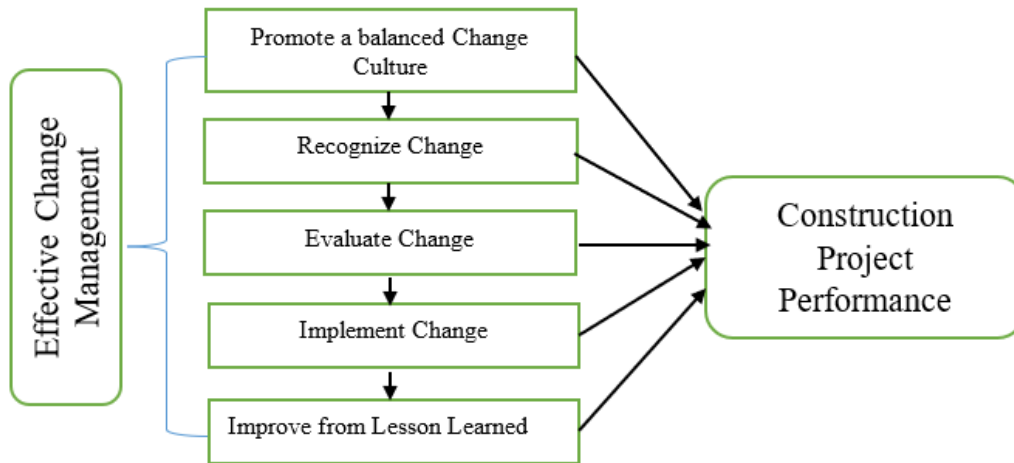 Effective Change
Management
Promote a balanced Change
Culture
Recognize Change
Evaluate Change
Implement Change
Improve from Lesson Learned
Construction
Project
Performance